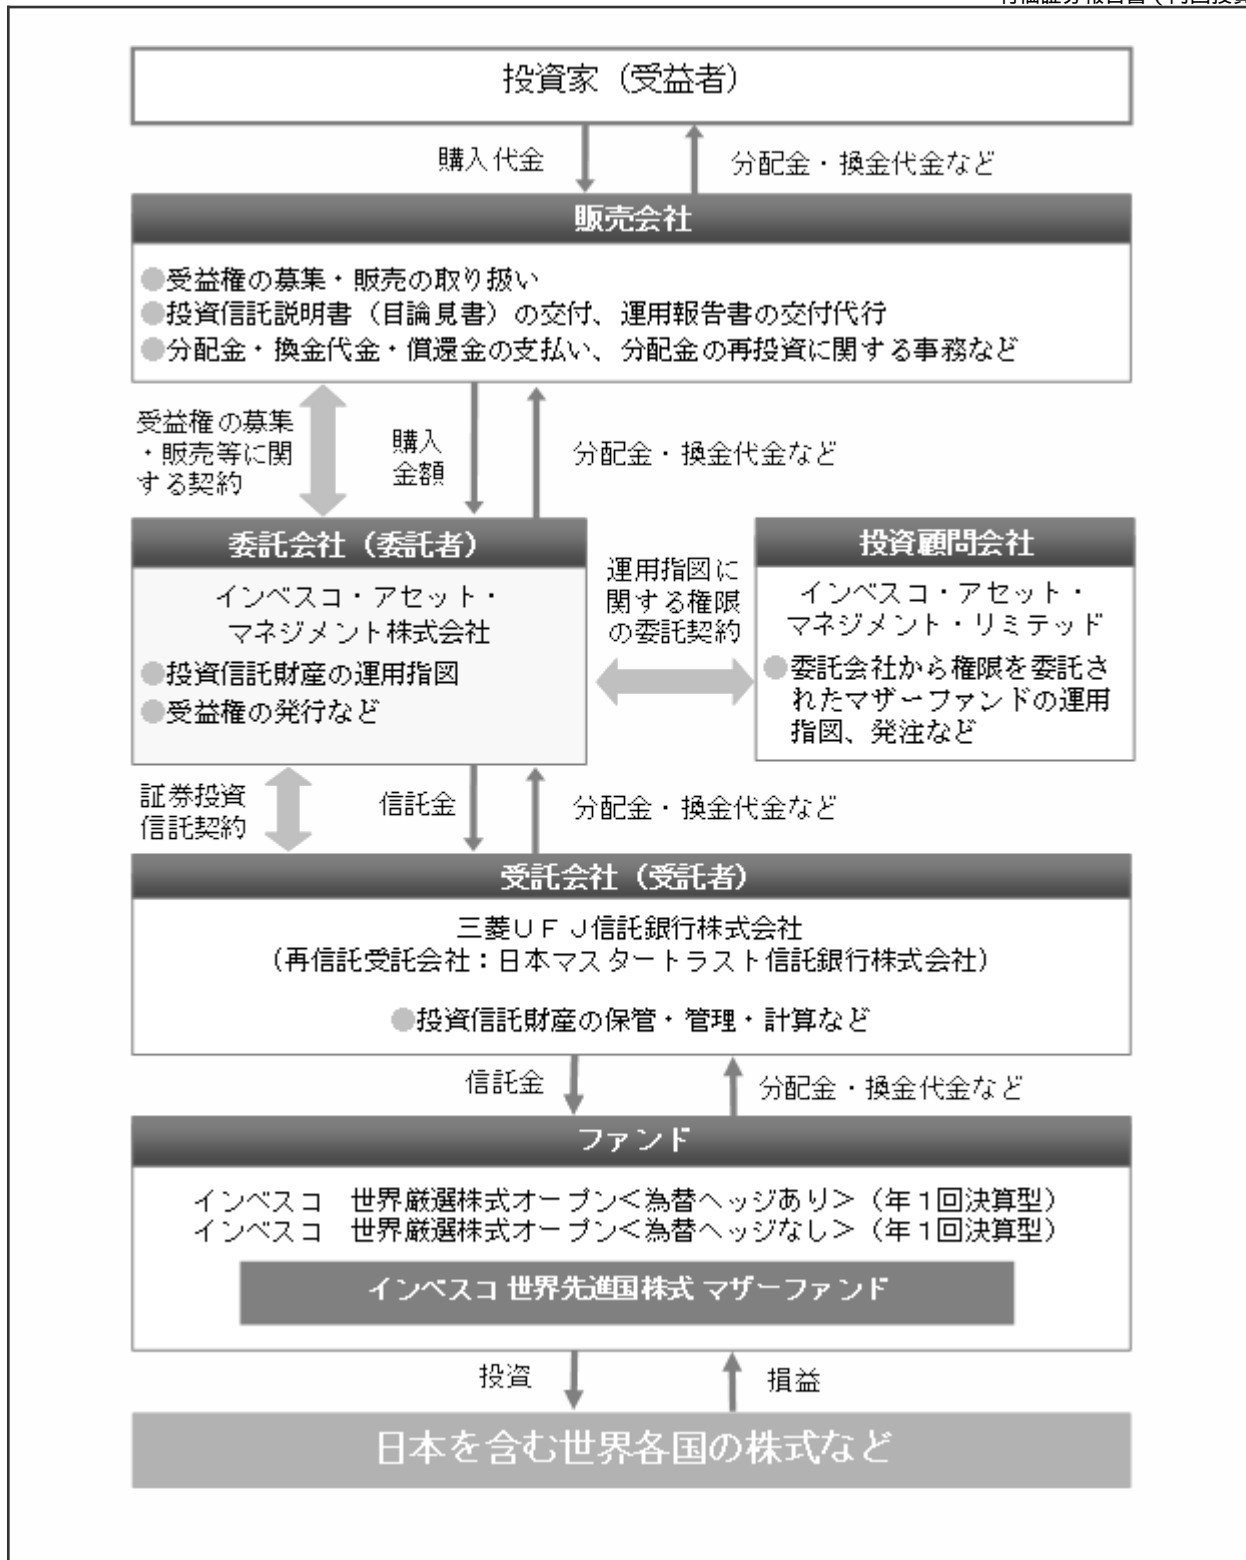 投資家（受益者）
購入代金
分配金・換金代金など
販売会社
●受益権の募集・販売の取り扱い
●投資信託説明書（目論見書）の交付、運用報告書の交付代行
●分配金・換金代金・償還金の支払い、分配金の再投資に関する事務など
受益権の募集
・販売等に関
する契約
購入
金額
分配金・換金代金など
委託会社（委託者）
インベスコ・アセット・
マネジメント株式会社
●投資信託財産の運用指図
●受益権の発行など
運用指図に
関する権限
の委託契約
投資顧問会社
インベスコ・アセット・
マネジメント・リミテッド
●委託会社から権限を委託さ
れたマザーファンドの運用
指図、発注など
証券投資
信託契約
信託金
分配金・換金代金など
受託会社（受託者）
三菱ＵＦＪ信託銀行株式会社
（再信託受託会社：日本マスタートラスト信託銀行株式会社）
●投資信託財産の保管・管理・計算など
信託金
分配金・換金代金など
ファンド
インベスコ　世界厳選株式オープン＜為替ヘッジあり＞（年１回決算型）
インベスコ　世界厳選株式オープン＜為替ヘッジなし＞（年１回決算型）
インベスコ 世界先進国株式 マザーファンド
投資
損益
日本を含む世界各国の株式など